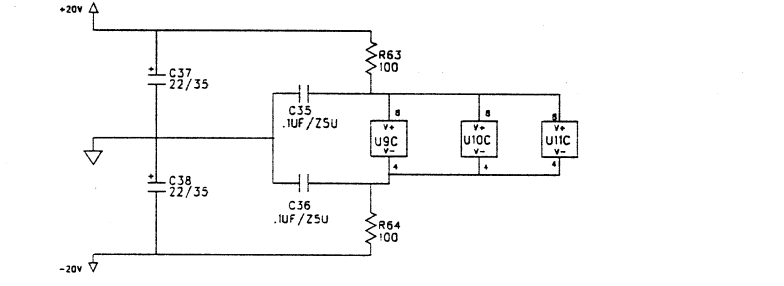 +20V
R63
100
+
C37
22/35
C35
.1UF/Z5U
8
8
8
V+
U9C
V-
V+
U10C
V-
V+
U11C
V-
4
4
4
+
C38
22/35
C36
.1UF/Z5U
R64
100
-20V